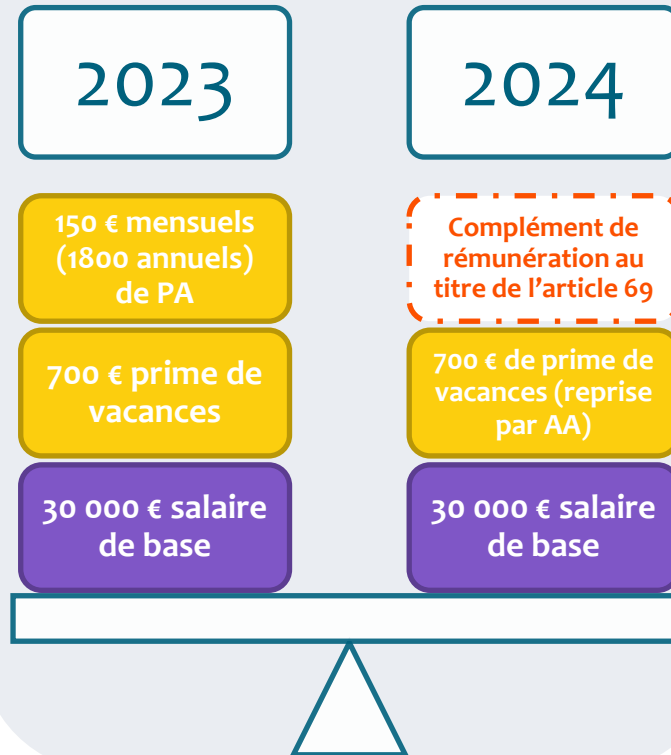 2023
2024
150 € mensuels
(1800 annuels)
de PA
Complément de
rémunération au
titre de l’article 69
700 € prime de
vacances
700 € de prime de
vacances (reprise
par AA)
30 000 € salaire
de base
30 000 € salaire
de base